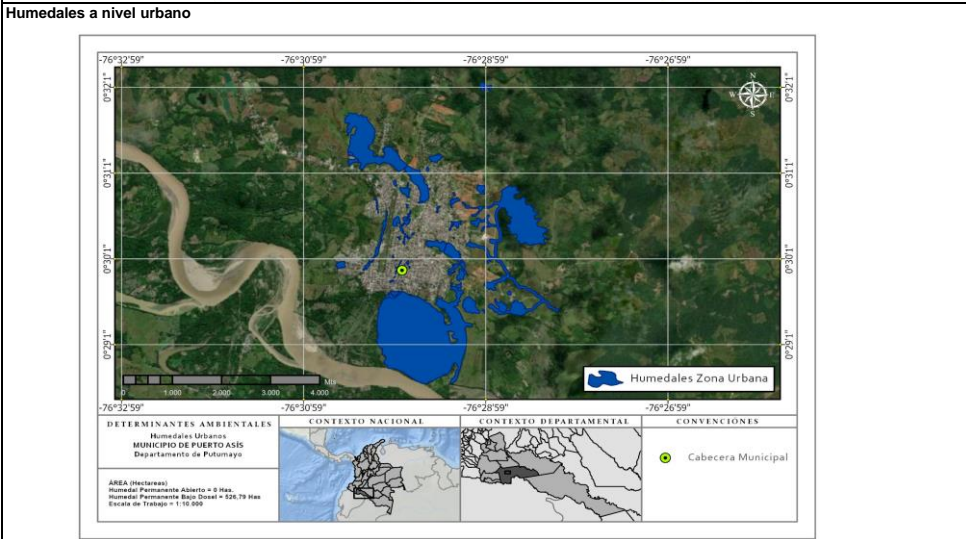 Humedales a nivel urbano
-76°32'59" -76°30'59" -76°28'59" -76°26'59"
N
W E
S
0°32'1" 0°32'1"
0°31'1" 0°31'1"
0°30'1" 0°30'1"
0°29'1" 0°29'1"
Humedales Zona Urbana
Mts
0 1.000 2.000 3.000 4.000
-76°32'59" -76°30'59" -76°28'59" -76°26'59"
DETERMINANTES AMBIENTALES
Humedales Urbanos
MUNICIPIO DE PUERTO ASÍS
Departamento de Putumayo
ÁREA (Hectareas)
Humedal Permanente Abierto = 0 Has.
Humedal Permanente Bajo Dosel = 526,79 Has
Escala de Trabajo = 1:10.000
CONTEXTO NACIONAL
CONTEXTO DEPARTAMENTAL
CONVENCIÓNES
Cabecera Municipal